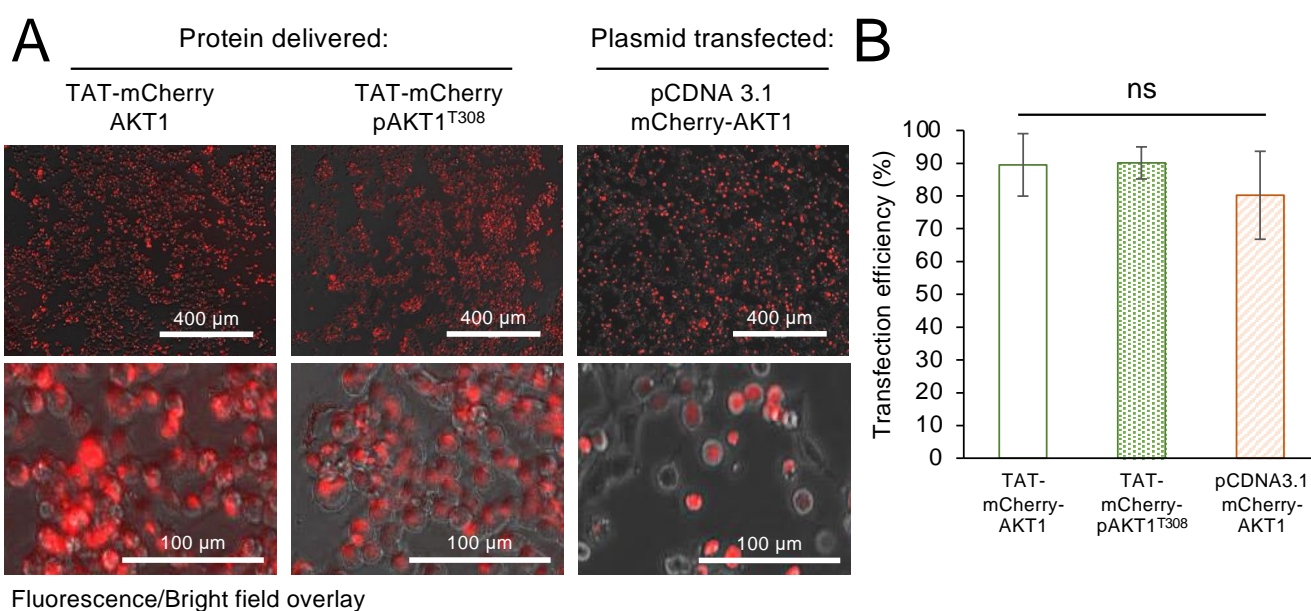 A
Protein delivered:
Plasmid transfected:
TAT-mCherry
AKT1
TAT-mCherry
pAKT1ᵀ³⁰⁸
pCDNA 3.1
mCherry-AKT1
400 µm
400 µm
400 µm
100 µm
100 µm
100 µm
Fluorescence/Bright field overlay
B
ns
Transfection efficiency (%)
100
90
80
70
60
50
40
30
20
10
0
TAT-
mCherry-
AKT1
TAT-
mCherry-
pAKT1ᵀ³⁰⁸
pCDNA3.1
mCherry-
AKT1